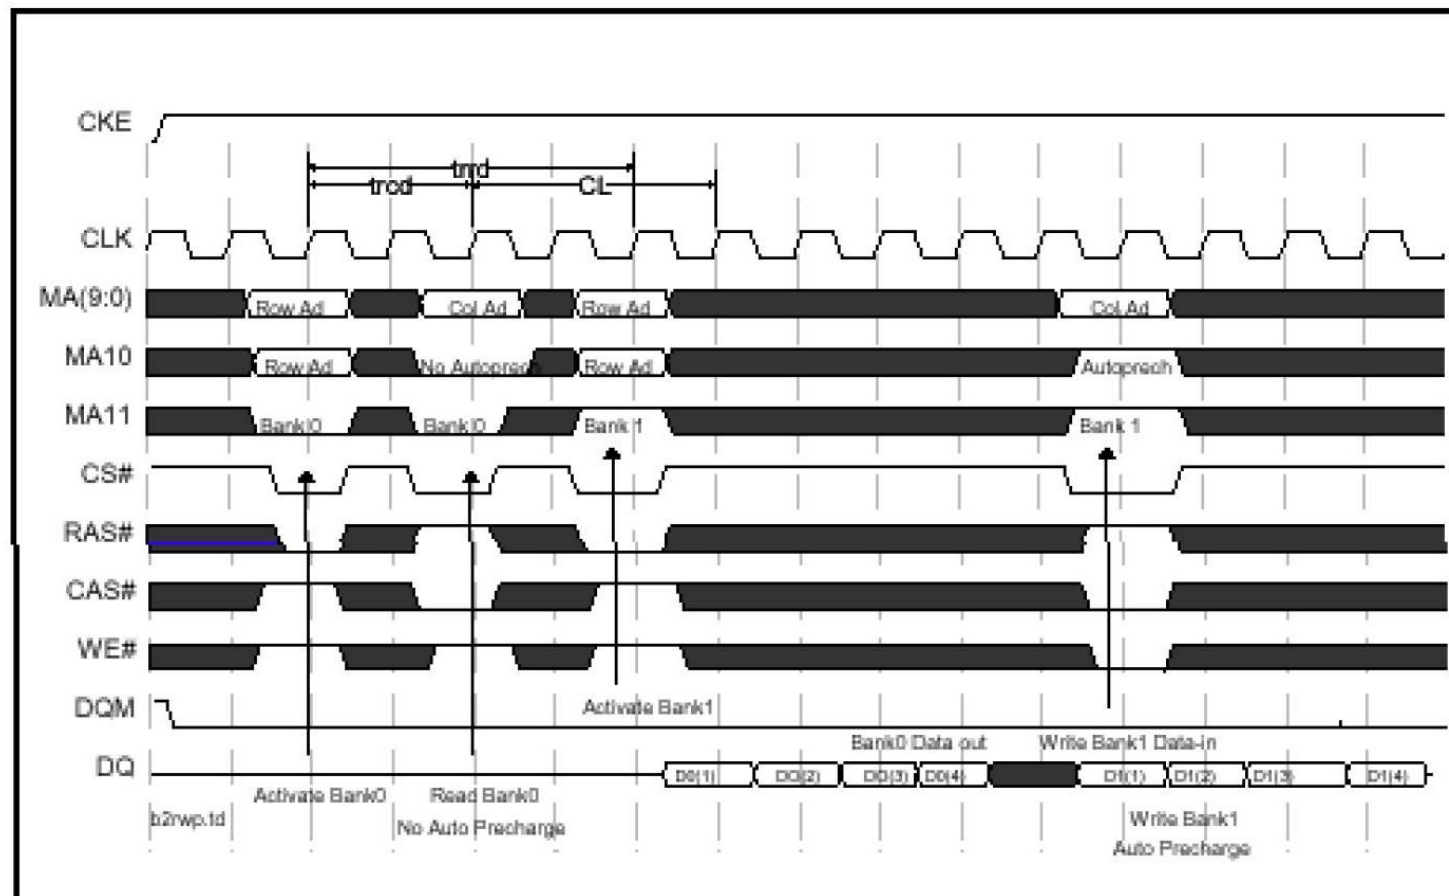 CKE
trrd
trcd CL
CLK
MA(9:0) Row Ad Col Ad Row Ad Col Ad
MA10 Row Ad No Autoprech Row Ad Autoprech
MA11 Bank 0 Bank 0 Bank 1 Bank 1
CS#
RAS#
CAS#
WE#
DQM Activate Bank1
Bank0 Data out Write Bank1 Data-in
DQ D0(1) D0(2) D0(3) D0(4) D1(1) D1(2) D1(3) D1(4)
Activate Bank0 Read Bank0
b2rwp.td No Auto Precharge Write Bank1
Auto Precharge